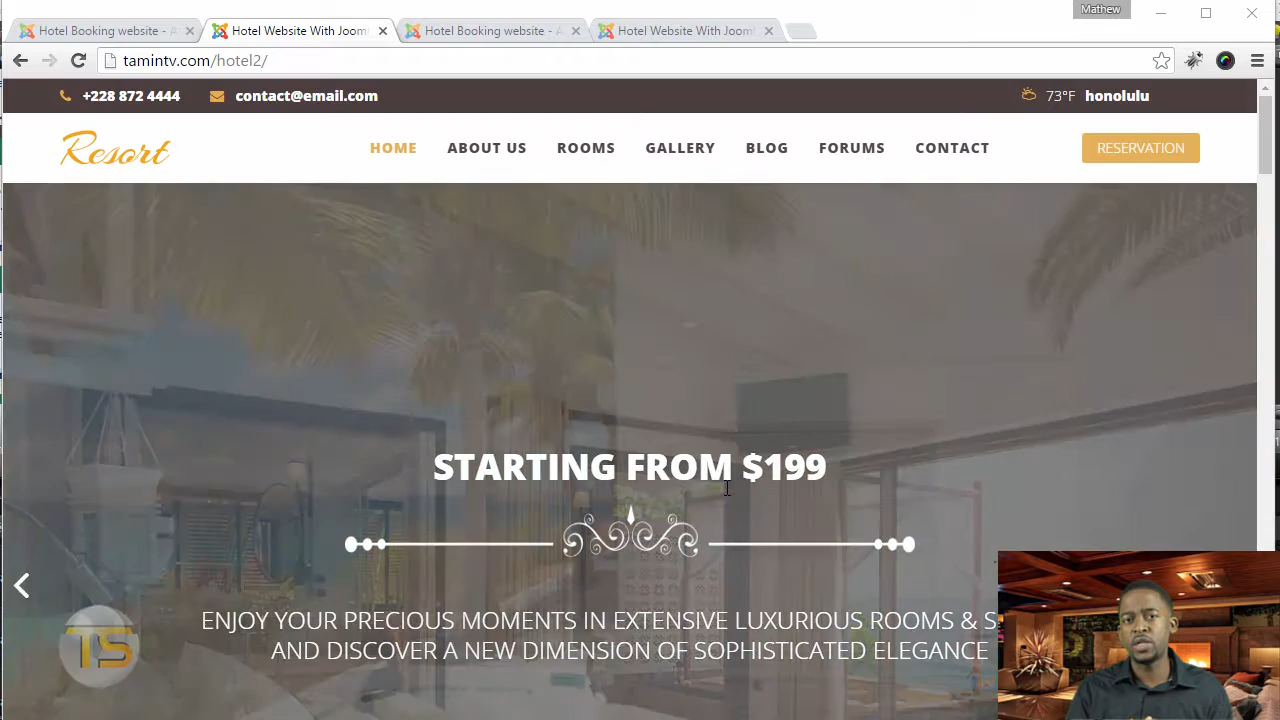 Mathew
Hotel Booking website - A
Hotel Website With Joom
Hotel Booking website - A
Hotel Website With Joom
tamintv.com/hotel2/
+228 872 4444
contact@email.com
73°F honolulu
Resort
HOME
ABOUT US
ROOMS
GALLERY
BLOG
FORUMS
CONTACT
RESERVATION
STARTING FROM $199
ENJOY YOUR PRECIOUS MOMENTS IN EXTENSIVE LUXURIOUS ROOMS & S
AND DISCOVER A NEW DIMENSION OF SOPHISTICATED ELEGANCE
TS